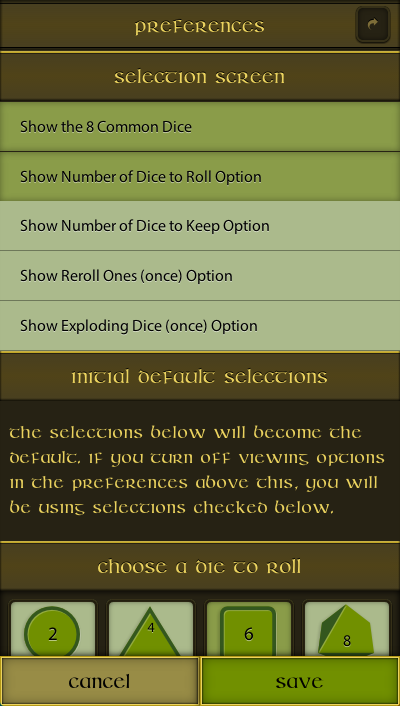 Preferences
Selection Screen
Show the 8 Common Dice
Show Number of Dice to Roll Option
Show Number of Dice to Keep Option
Show Reroll Ones (once) Option
Show Exploding Dice (once) Option
Initial Default Selections
The selections below will become the
default. If you turn off viewing options
in the preferences above this, you will
be using selections checked below.
Choose a Die to Roll
2 4 6 8
Cancel Save